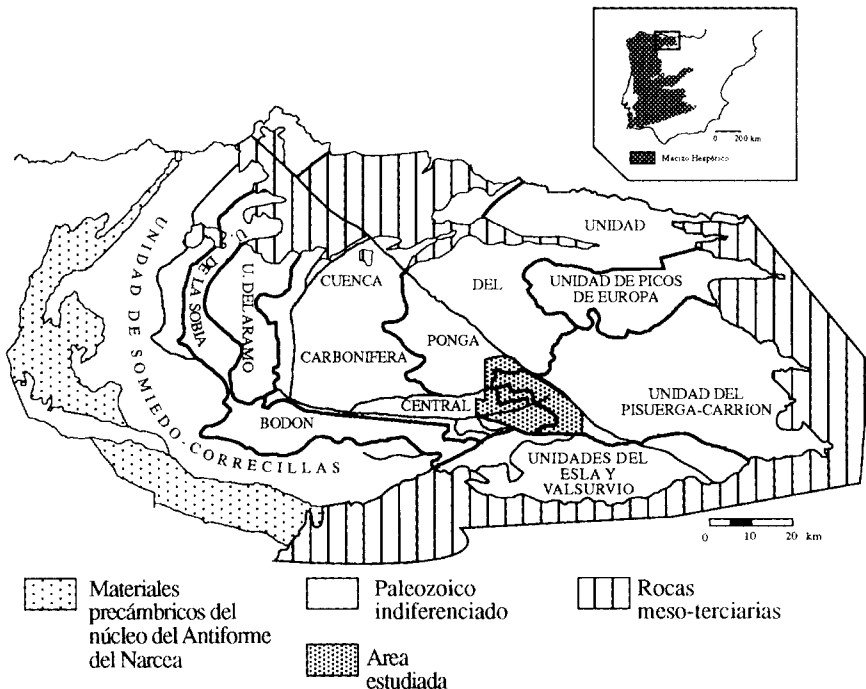 0 200 km
Macizo Hespérico
UNIDAD
DEL
PONGA
UNIDAD DE PICOS
DE EUROPA
CUENCA
CARBONIFERA
CENTRAL
U. DE LA SOBIA
U. DEL ARAMO
UNIDAD DE SOMIEDO-CORRECILLAS
BODON
UNIDAD DEL
PISUERGA-CARRION
UNIDADES DEL
ESLA Y
VALSURVIO
0 10 20 km
Materiales
precámbricos del
núcleo del Antiforme
del Narcea
Paleozoico
indiferenciado
Area
estudiada
Rocas
meso-terciarias